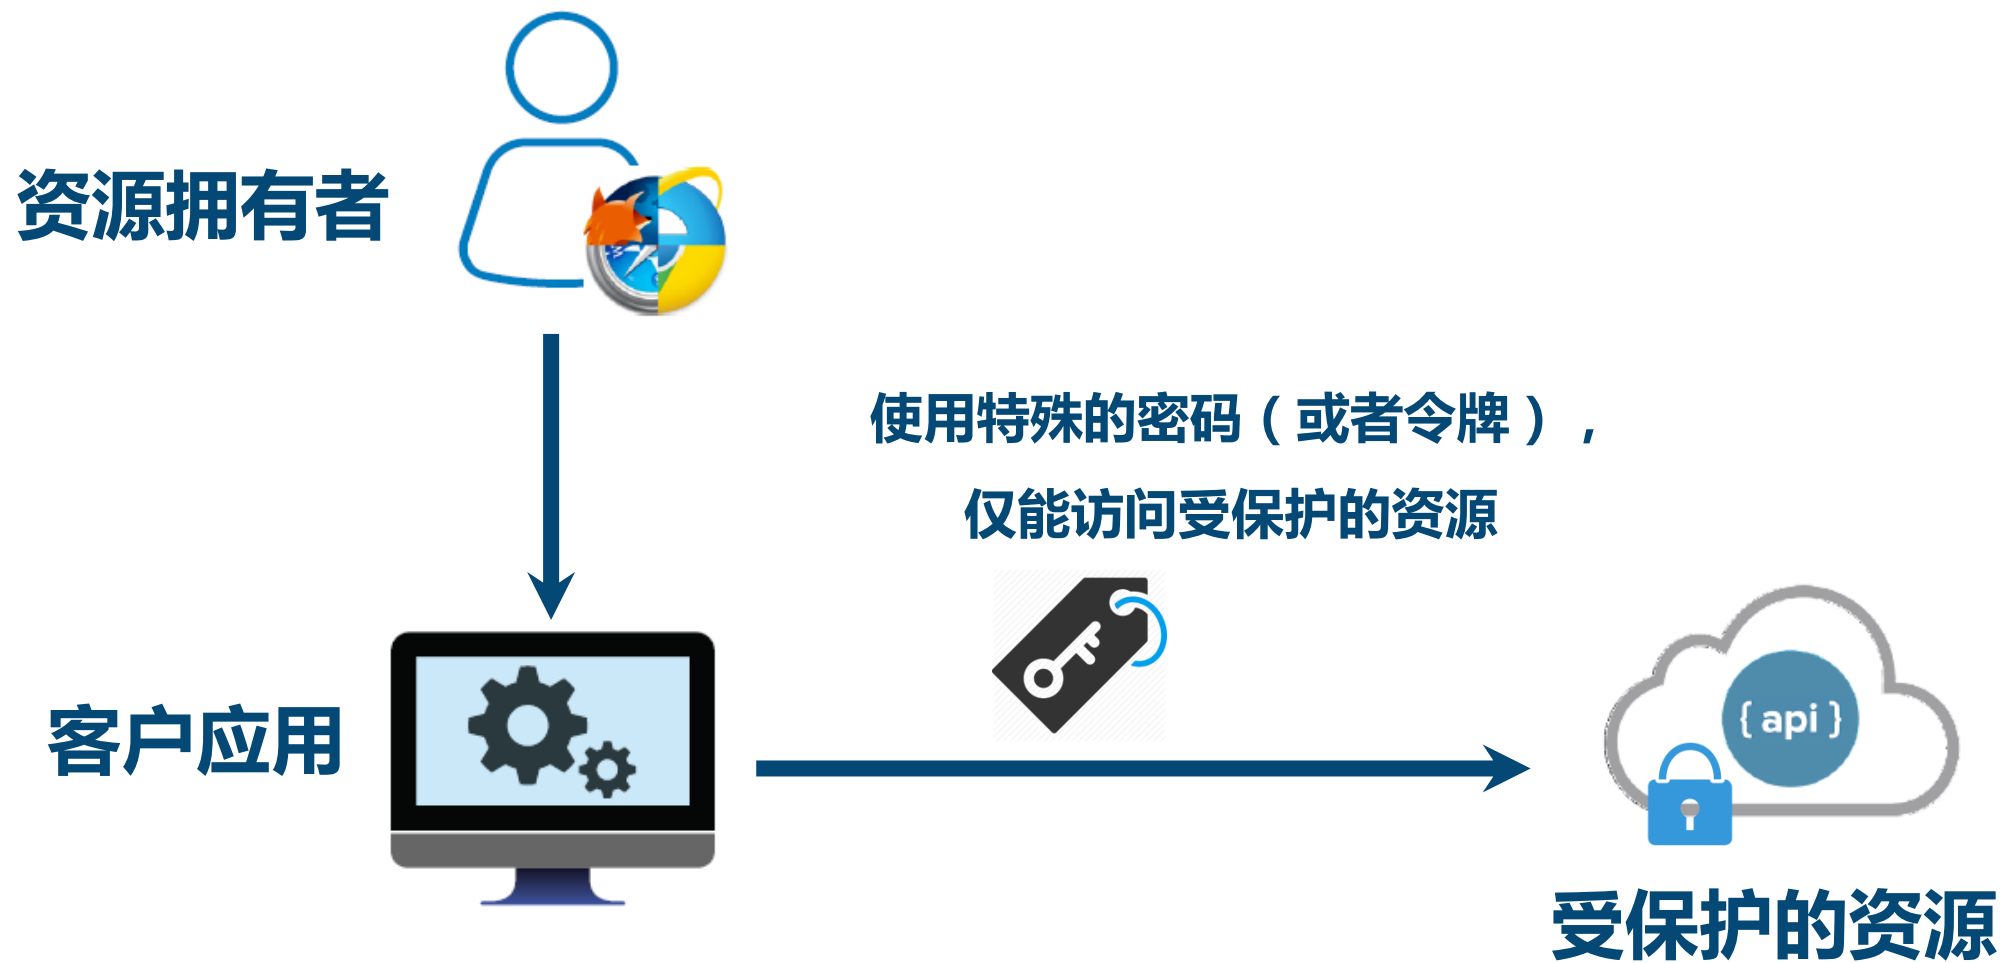 资源拥有者
使用特殊的密码（或者令牌），
仅能访问受保护的资源
客户应用
{ api }
受保护的资源